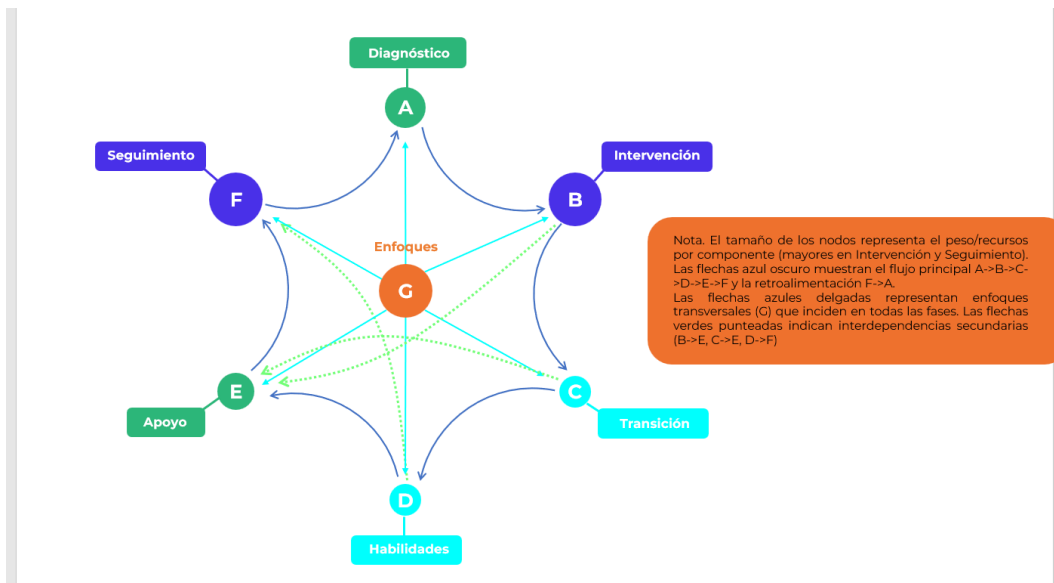 Diagnóstico
A
Seguimiento
Intervención
F
B
Enfoques
G
Nota. El tamaño de los nodos representa el peso/recursos
por componente (mayores en Intervención y Seguimiento).
Las flechas azul oscuro muestran el flujo principal A->B->C-
>D->E->F y la retroalimentación F->A.
Las flechas azules delgadas representan enfoques
transversales (G) que inciden en todas las fases. Las flechas
verdes punteadas indican interdependencias secundarias
(B->E, C->E, D->F)
E
C
Apoyo
Transición
D
Habilidades